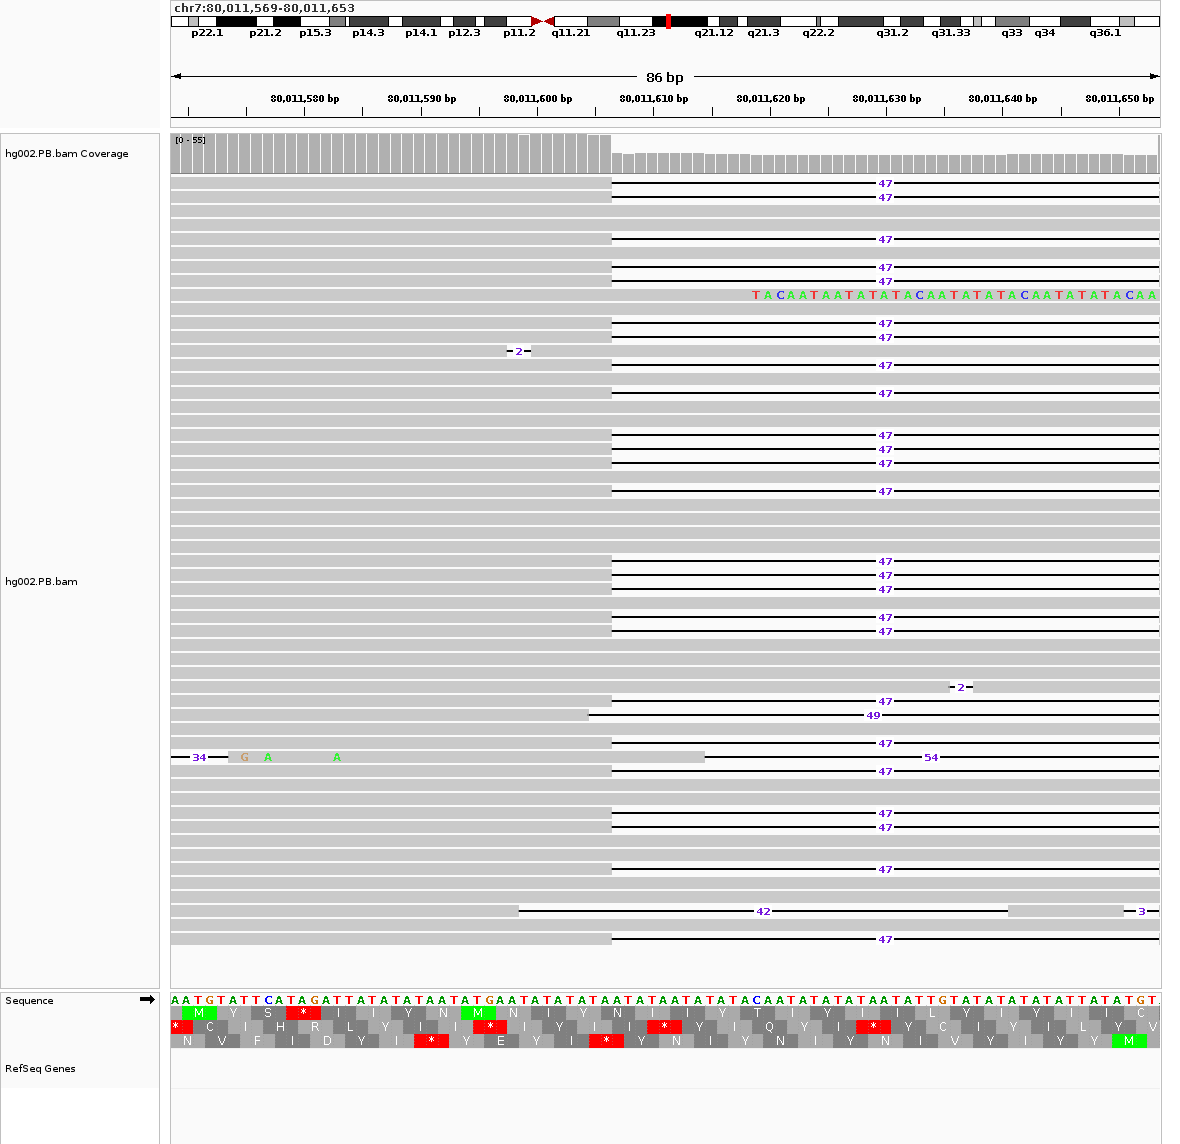 chr7:80,011,569-80,011,653
p22.1 p21.2 p15.3 p14.3 p14.1 p12.3 p11.2 q11.21 q11.23 q21.12 q21.3 q22.2 q31.2 q31.33 q33 q34 q36.1
86 bp
80,011,580 bp 80,011,590 bp 80,011,600 bp 80,011,610 bp 80,011,620 bp 80,011,630 bp 80,011,640 bp 80,011,650 bp
[0 - 55]
hg002.PB.bam Coverage
47
47
47
47
47
T A C A A T A A T A T A T A C A A T A T A T A C A A T A T A T A C A A
47
47
2
47
47
47
47
47
47
47
47
hg002.PB.bam
47
47
47
2
47
49
47
34 G A A 54
47
47
47
47
42 3
47
Sequence A A T G T A T T C A T A G A T T A T A T A T A A T A T G A A T A T A T A T A A T A T A A T A T A T A C A A T A T A T A T A A T A T T G T A T A T A T A T A T T A T A T G T
M Y S * I I Y N M N I Y N I I Y T I Y I I L Y I Y I I C
* C I H R L Y I I * I Y I I * Y I Q Y I * Y C I Y I L Y V
N V F I D Y I * Y E Y I * Y N I Y N I Y N I V Y I Y Y M
RefSeq Genes